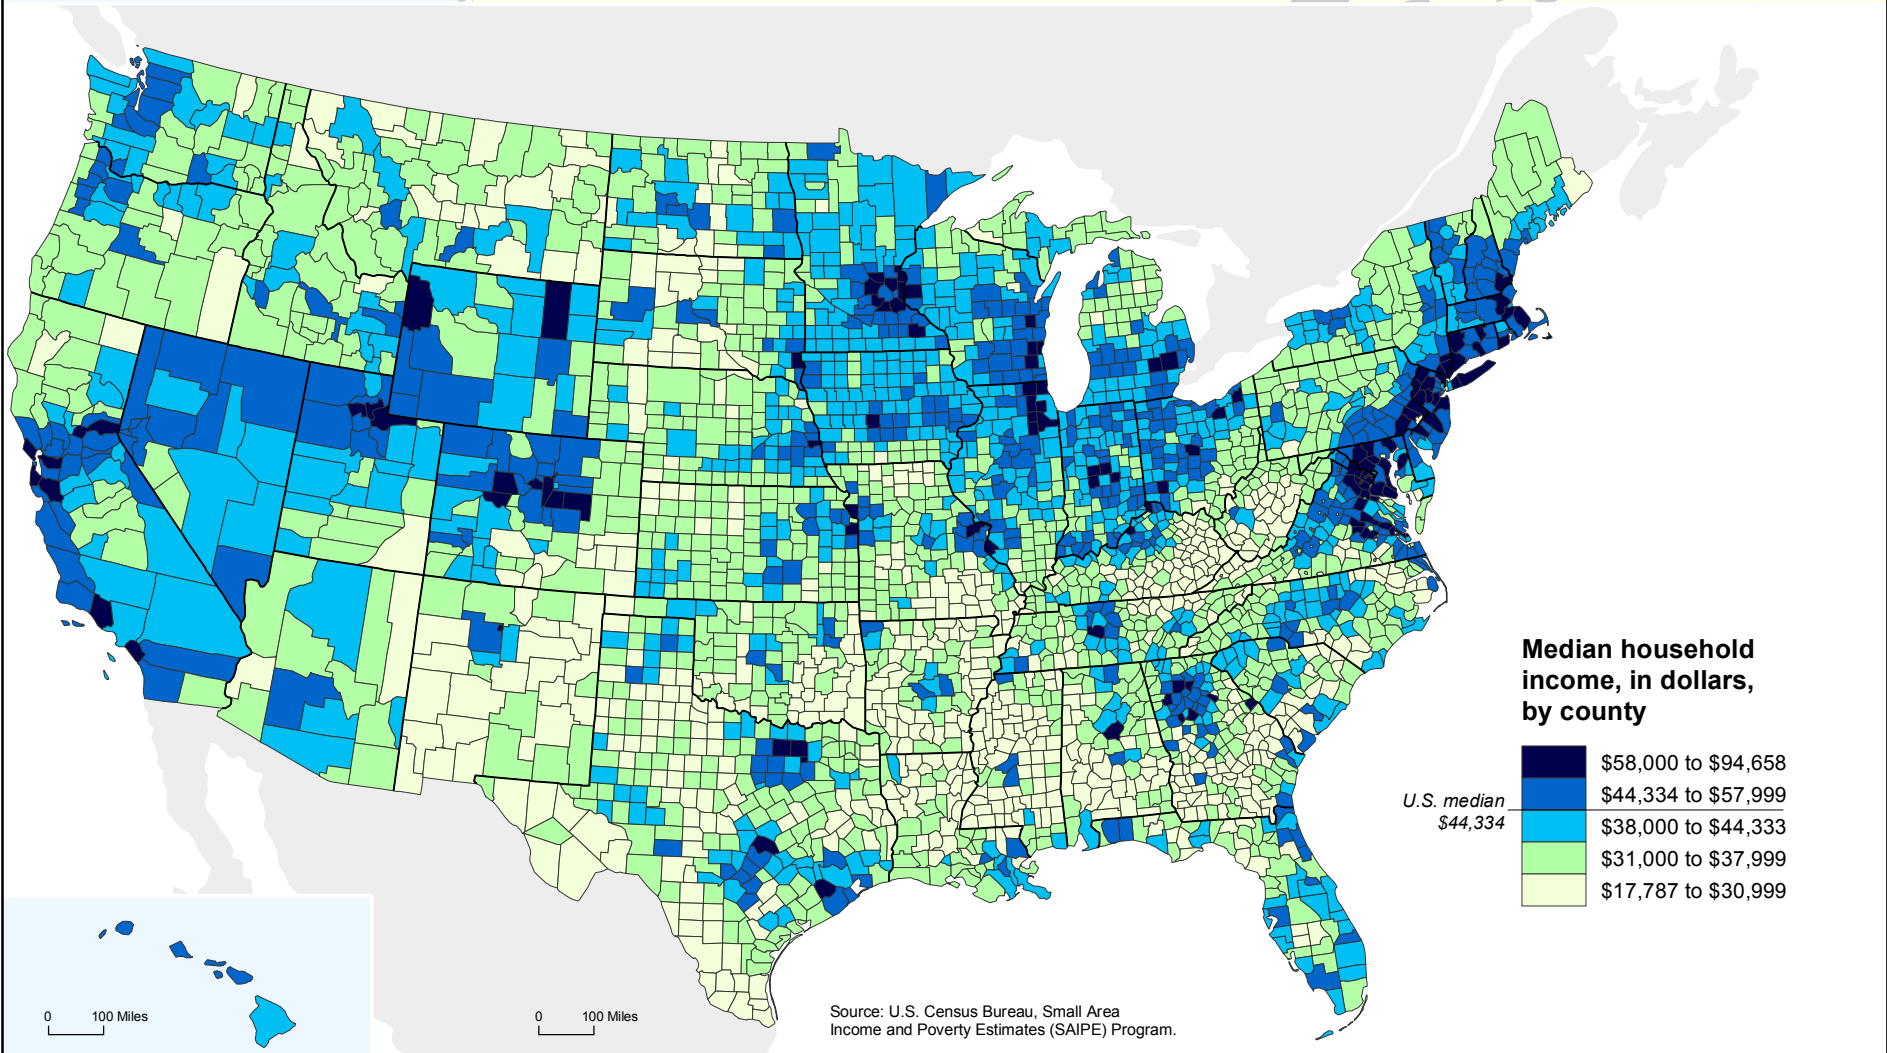 Median household
income, in dollars,
by county
$58,000 to $94,658
$44,334 to $57,999
U.S. median
$44,334
$38,000 to $44,333
$31,000 to $37,999
$17,787 to $30,999
0 100 Miles
0 100 Miles
Source: U.S. Census Bureau, Small Area
Income and Poverty Estimates (SAIPE) Program.